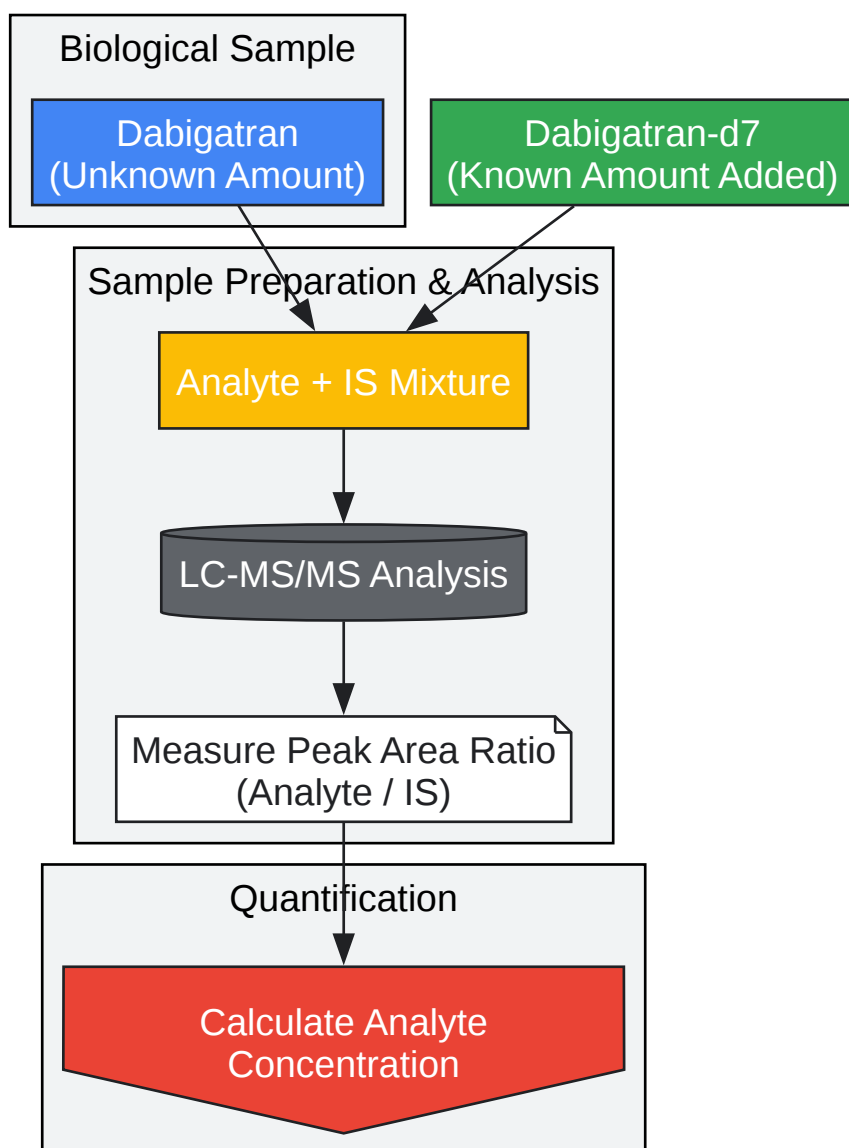 Biological Sample
Dabigatran
(Unknown Amount)
Dabigatran-d7
(Known Amount Added)
Sample Preparation & Analysis
Analyte + IS Mixture
LC-MS/MS Analysis
Measure Peak Area Ratio
(Analyte / IS)
Quantification
Calculate Analyte
Concentration